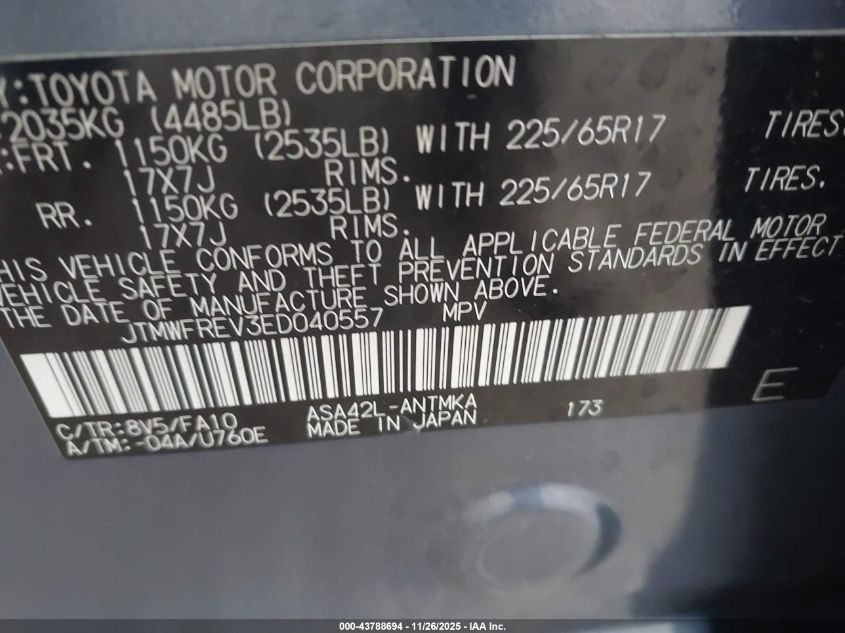 Y:TOYOTA MOTOR CORPORATION
2035KG (4485LB)
:FRT. 1150KG (2535LB) WITH 225/65R17 TIRES.
17X7J RIMS.
RR. 1150KG (2535LB) WITH 225/65R17 TIRES.
17X7J RIMS.
HIS VEHICLE CONFORMS TO ALL APPLICABLE FEDERAL MOTOR
VEHICLE SAFETY AND THEFT PREVENTION STANDARDS IN EFFECT
THE DATE OF MANUFACTURE SHOWN ABOVE.
JTMWFREV3ED040557 MPV
C/TR:8V5/FA10 ASA42L-ANTMKA 173 E
A/TM:-04A/U760E MADE IN JAPAN
000-43788694 - 11/26/2025 - IAA Inc.